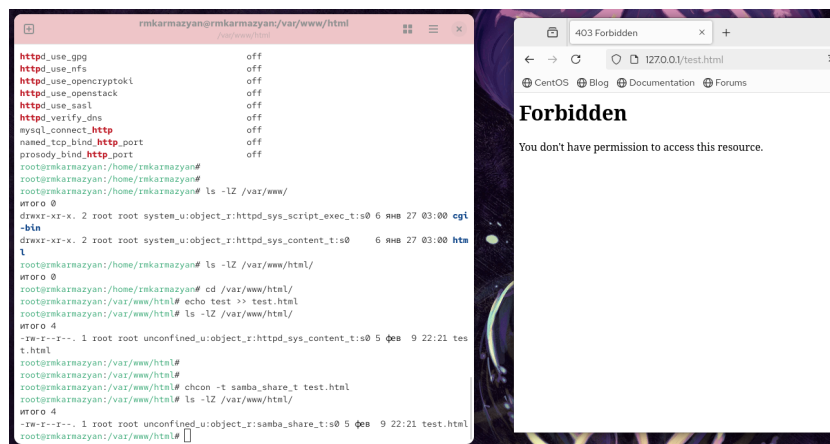 rmkarmazyan@rmkarmazyan:/var/www/html
/var/www/html
httpd_use_gpg off
httpd_use_nfs off
httpd_use_opencryptoki off
httpd_use_openstack off
httpd_use_sasl off
httpd_verify_dns off
mysql_connect_http off
named_tcp_bind_http_port off
prosody_bind_http_port off
root@rmkarmazyan:/home/rmkarmazyan#
root@rmkarmazyan:/home/rmkarmazyan# ls -lZ /var/www/
итого 0
drwxr-xr-x. 2 root root system_u:object_r:httpd_sys_script_exec_t:s0 6 янв 27 03:00 cgi
-bin
drwxr-xr-x. 2 root root system_u:object_r:httpd_sys_content_t:s0 6 янв 27 03:00 htm
l
root@rmkarmazyan:/home/rmkarmazyan# ls -lZ /var/www/html/
итого 0
root@rmkarmazyan:/home/rmkarmazyan# cd /var/www/html/
root@rmkarmazyan:/var/www/html# echo test >> test.html
root@rmkarmazyan:/var/www/html# ls -lZ /var/www/html/
итого 4
-rw-r--r--. 1 root root unconfined_u:object_r:httpd_sys_content_t:s0 5 фев 9 22:21 tes
t.html
root@rmkarmazyan:/var/www/html#
root@rmkarmazyan:/var/www/html#
root@rmkarmazyan:/var/www/html# chcon -t samba_share_t test.html
root@rmkarmazyan:/var/www/html# ls -lZ /var/www/html/
итого 4
-rw-r--r--. 1 root root unconfined_u:object_r:samba_share_t:s0 5 фев 9 22:21 test.html
root@rmkarmazyan:/var/www/html#
403 Forbidden
127.0.0.1/test.html
CentOS Blog Documentation Forums
Forbidden
You don't have permission to access this resource.